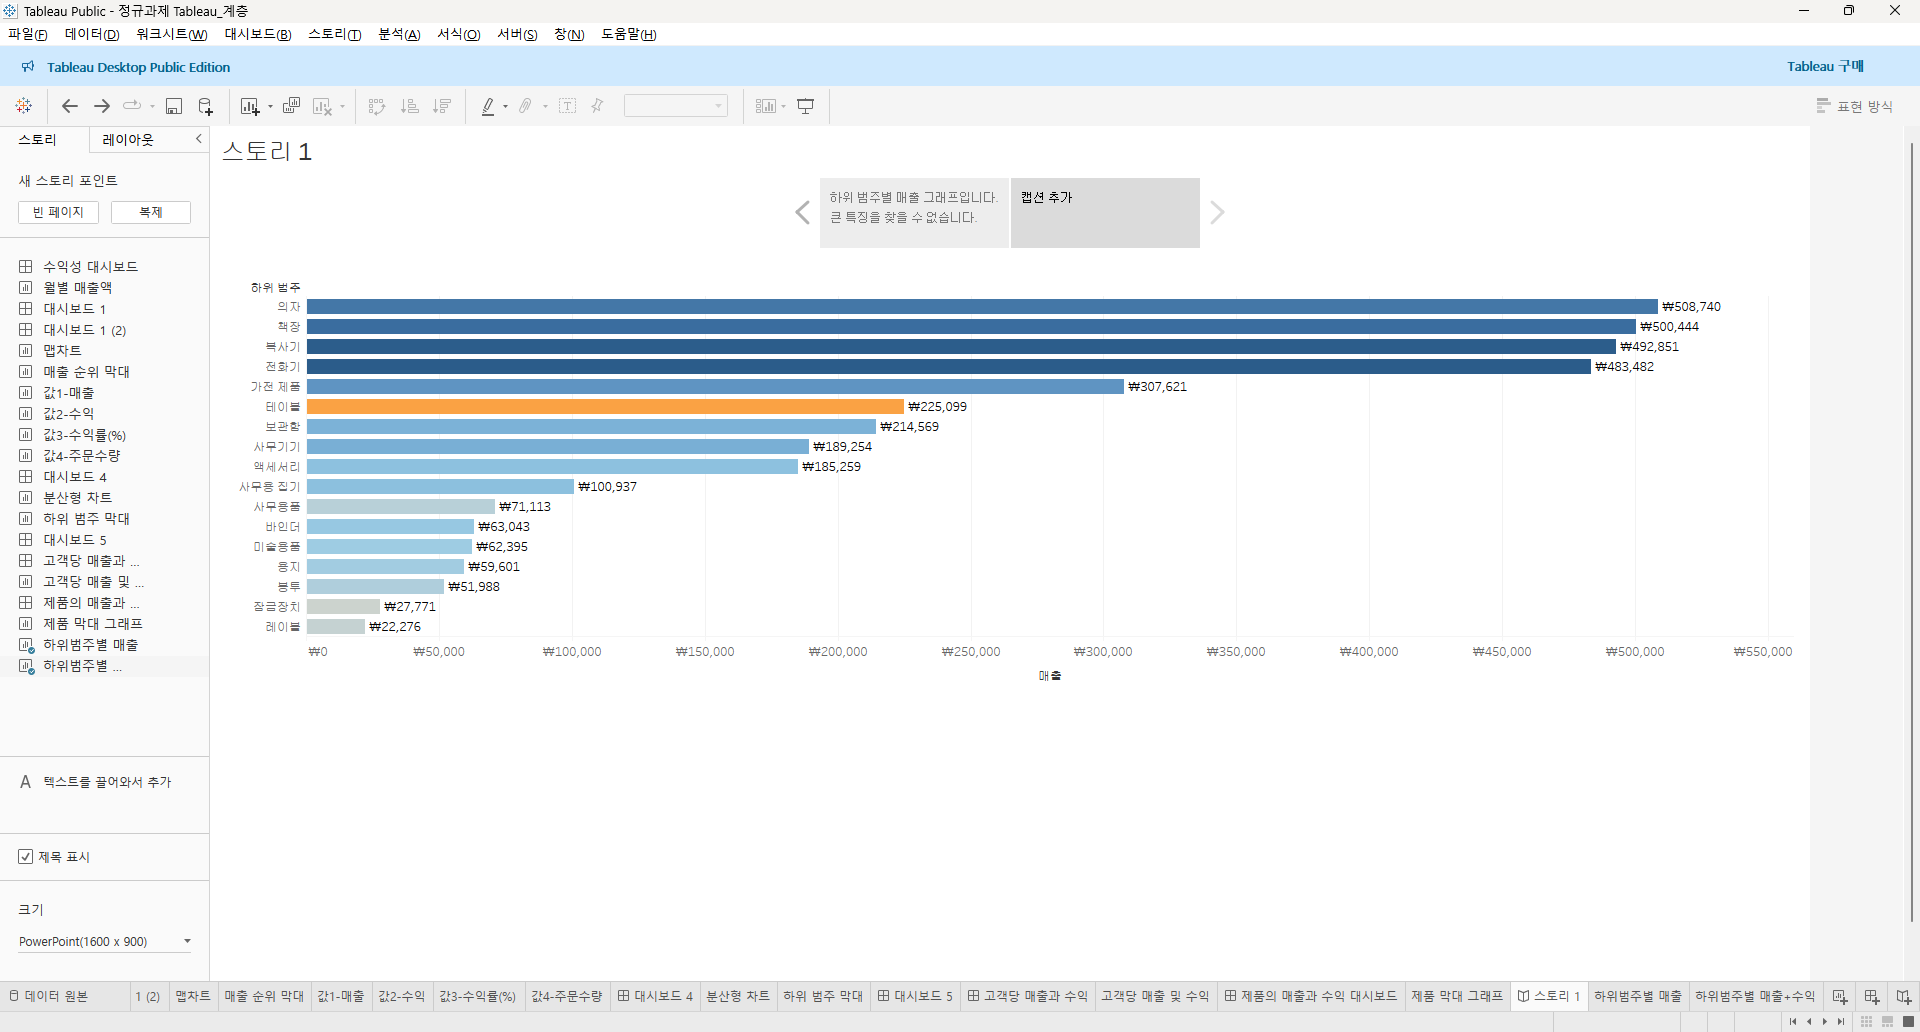 Tableau Public - 정규과제 Tableau_계층
파일(F) 데이터(D) 워크시트(W) 대시보드(B) 스토리(T) 분석(A) 서식(O) 서버(S) 창(N) 도움말(H)
Tableau Desktop Public Edition
Tableau 구매
표현 방식
스토리 레이아웃
새 스토리 포인트
빈 페이지 복제
수익성 대시보드
월별 매출액
대시보드 1
대시보드 1 (2)
맵차트
매출 순위 막대
값1-매출
값2-수익
값3-수익률(%)
값4-주문수량
대시보드 4
분산형 차트
하위 범주 막대
대시보드 5
고객당 매출과 ...
고객당 매출 및 ...
제품의 매출과 ...
제품 막대 그래프
하위범주별 매출
하위범주별 ...
A 텍스트를 끌어와서 추가
제목 표시
크기
PowerPoint(1600 x 900)
스토리 1
하위 범주별 매출 그래프입니다.
큰 특징을 찾을 수 없습니다.
캡션 추가
하위 범주
의자 ₩508,740
책장 ₩500,444
복사기 ₩492,851
전화기 ₩483,482
가전 제품 ₩307,621
테이블 ₩225,099
보관함 ₩214,569
사무기기 ₩189,254
액세서리 ₩185,259
사무용 집기 ₩100,937
사무용품 ₩71,113
바인더 ₩63,043
미술용품 ₩62,395
용지 ₩59,601
봉투 ₩51,988
잠금장치 ₩27,771
레이블 ₩22,276
₩0 ₩50,000 ₩100,000 ₩150,000 ₩200,000 ₩250,000 ₩300,000 ₩350,000 ₩400,000 ₩450,000 ₩500,000 ₩550,000
매출
데이터 원본 1 (2) 맵차트 매출 순위 막대 값1-매출 값2-수익 값3-수익률(%) 값4-주문수량 대시보드 4 분산형 차트 하위 범주 막대 대시보드 5 고객당 매출과 수익 고객당 매출 및 수익 제품의 매출과 수익 대시보드 제품 막대 그래프 스토리 1 하위범주별 매출 하위범주별 매출+수익